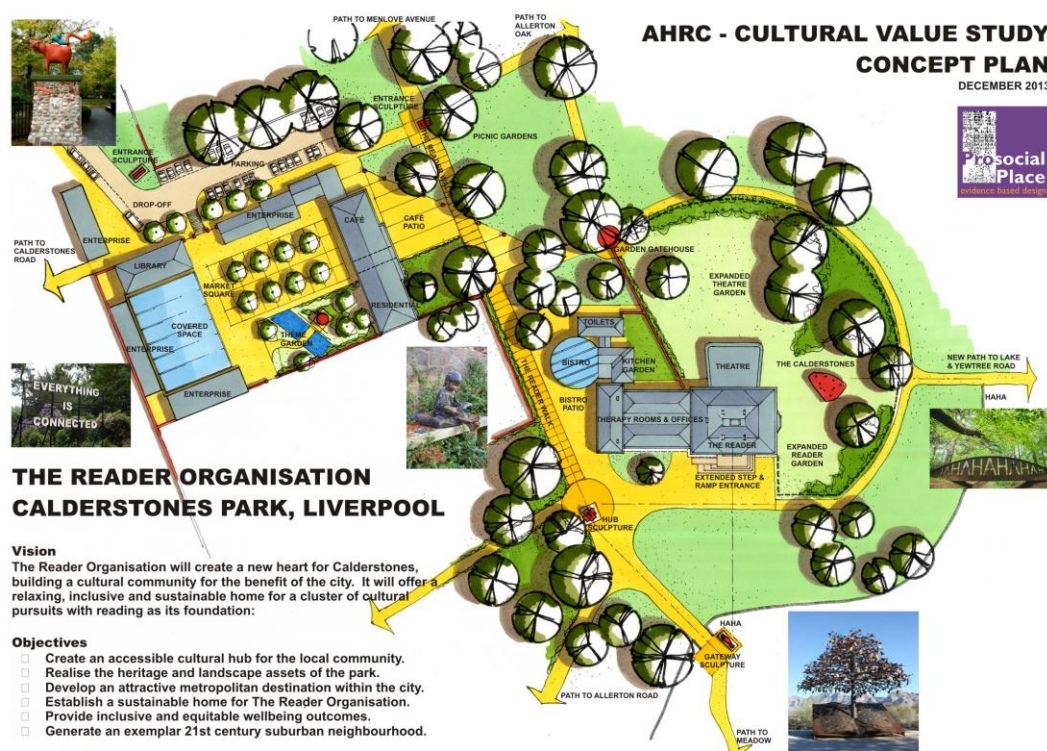 AHRC - CULTURAL VALUE STUDY
CONCEPT PLAN
DECEMBER 2013
Prosocial
Place
evidence based design
PATH TO MENLOVE AVENUE
PATH TO
ALLERTON
OAK
ENTRANCE
SCULPTURE
PICNIC GARDENS
ENTRANCE
SCULPTURE
PARKING
THE READER WALK
DROP-OFF
ENTERPRISE
ENTERPRISE
CAFÉ
CAFÉ
PATIO
PATH TO
CALDERSTONES
ROAD
LIBRARY
MARKET
SQUARE
GARDEN GATEHOUSE
EXPANDED
THEATRE
GARDEN
RESIDENTIAL
COVERED
SPACE
THEME
GARDEN
ENTERPRISE
TOILETS
BISTRO
KITCHEN
GARDEN
THEATRE
THE CALDERSTONES
NEW PATH TO LAKE
& YEWTREE ROAD
HAHA
HAHAHAHA
EVERYTHING
IS
CONNECTED
ENTERPRISE
THE READER WALK
BISTRO
PATIO
THERAPY ROOMS & OFFICES
THE READER
EXPANDED
READER
GARDEN
EXTENDED STEP &
RAMP ENTRANCE
HUB
SCULPTURE
THE READER ORGANISATION
CALDERSTONES PARK, LIVERPOOL
Vision
The Reader Organisation will create a new heart for Calderstones,
building a cultural community for the benefit of the city. It will offer a
relaxing, inclusive and sustainable home for a cluster of cultural
pursuits with reading as its foundation:
Objectives
Create an accessible cultural hub for the local community.
Realise the heritage and landscape assets of the park.
Develop an attractive metropolitan destination within the city.
Establish a sustainable home for The Reader Organisation.
Provide inclusive and equitable wellbeing outcomes.
Generate an exemplar 21st century suburban neighbourhood.
HAHA
GATEWAY
SCULPTURE
PATH TO ALLERTON ROAD
PATH TO
MEADOW